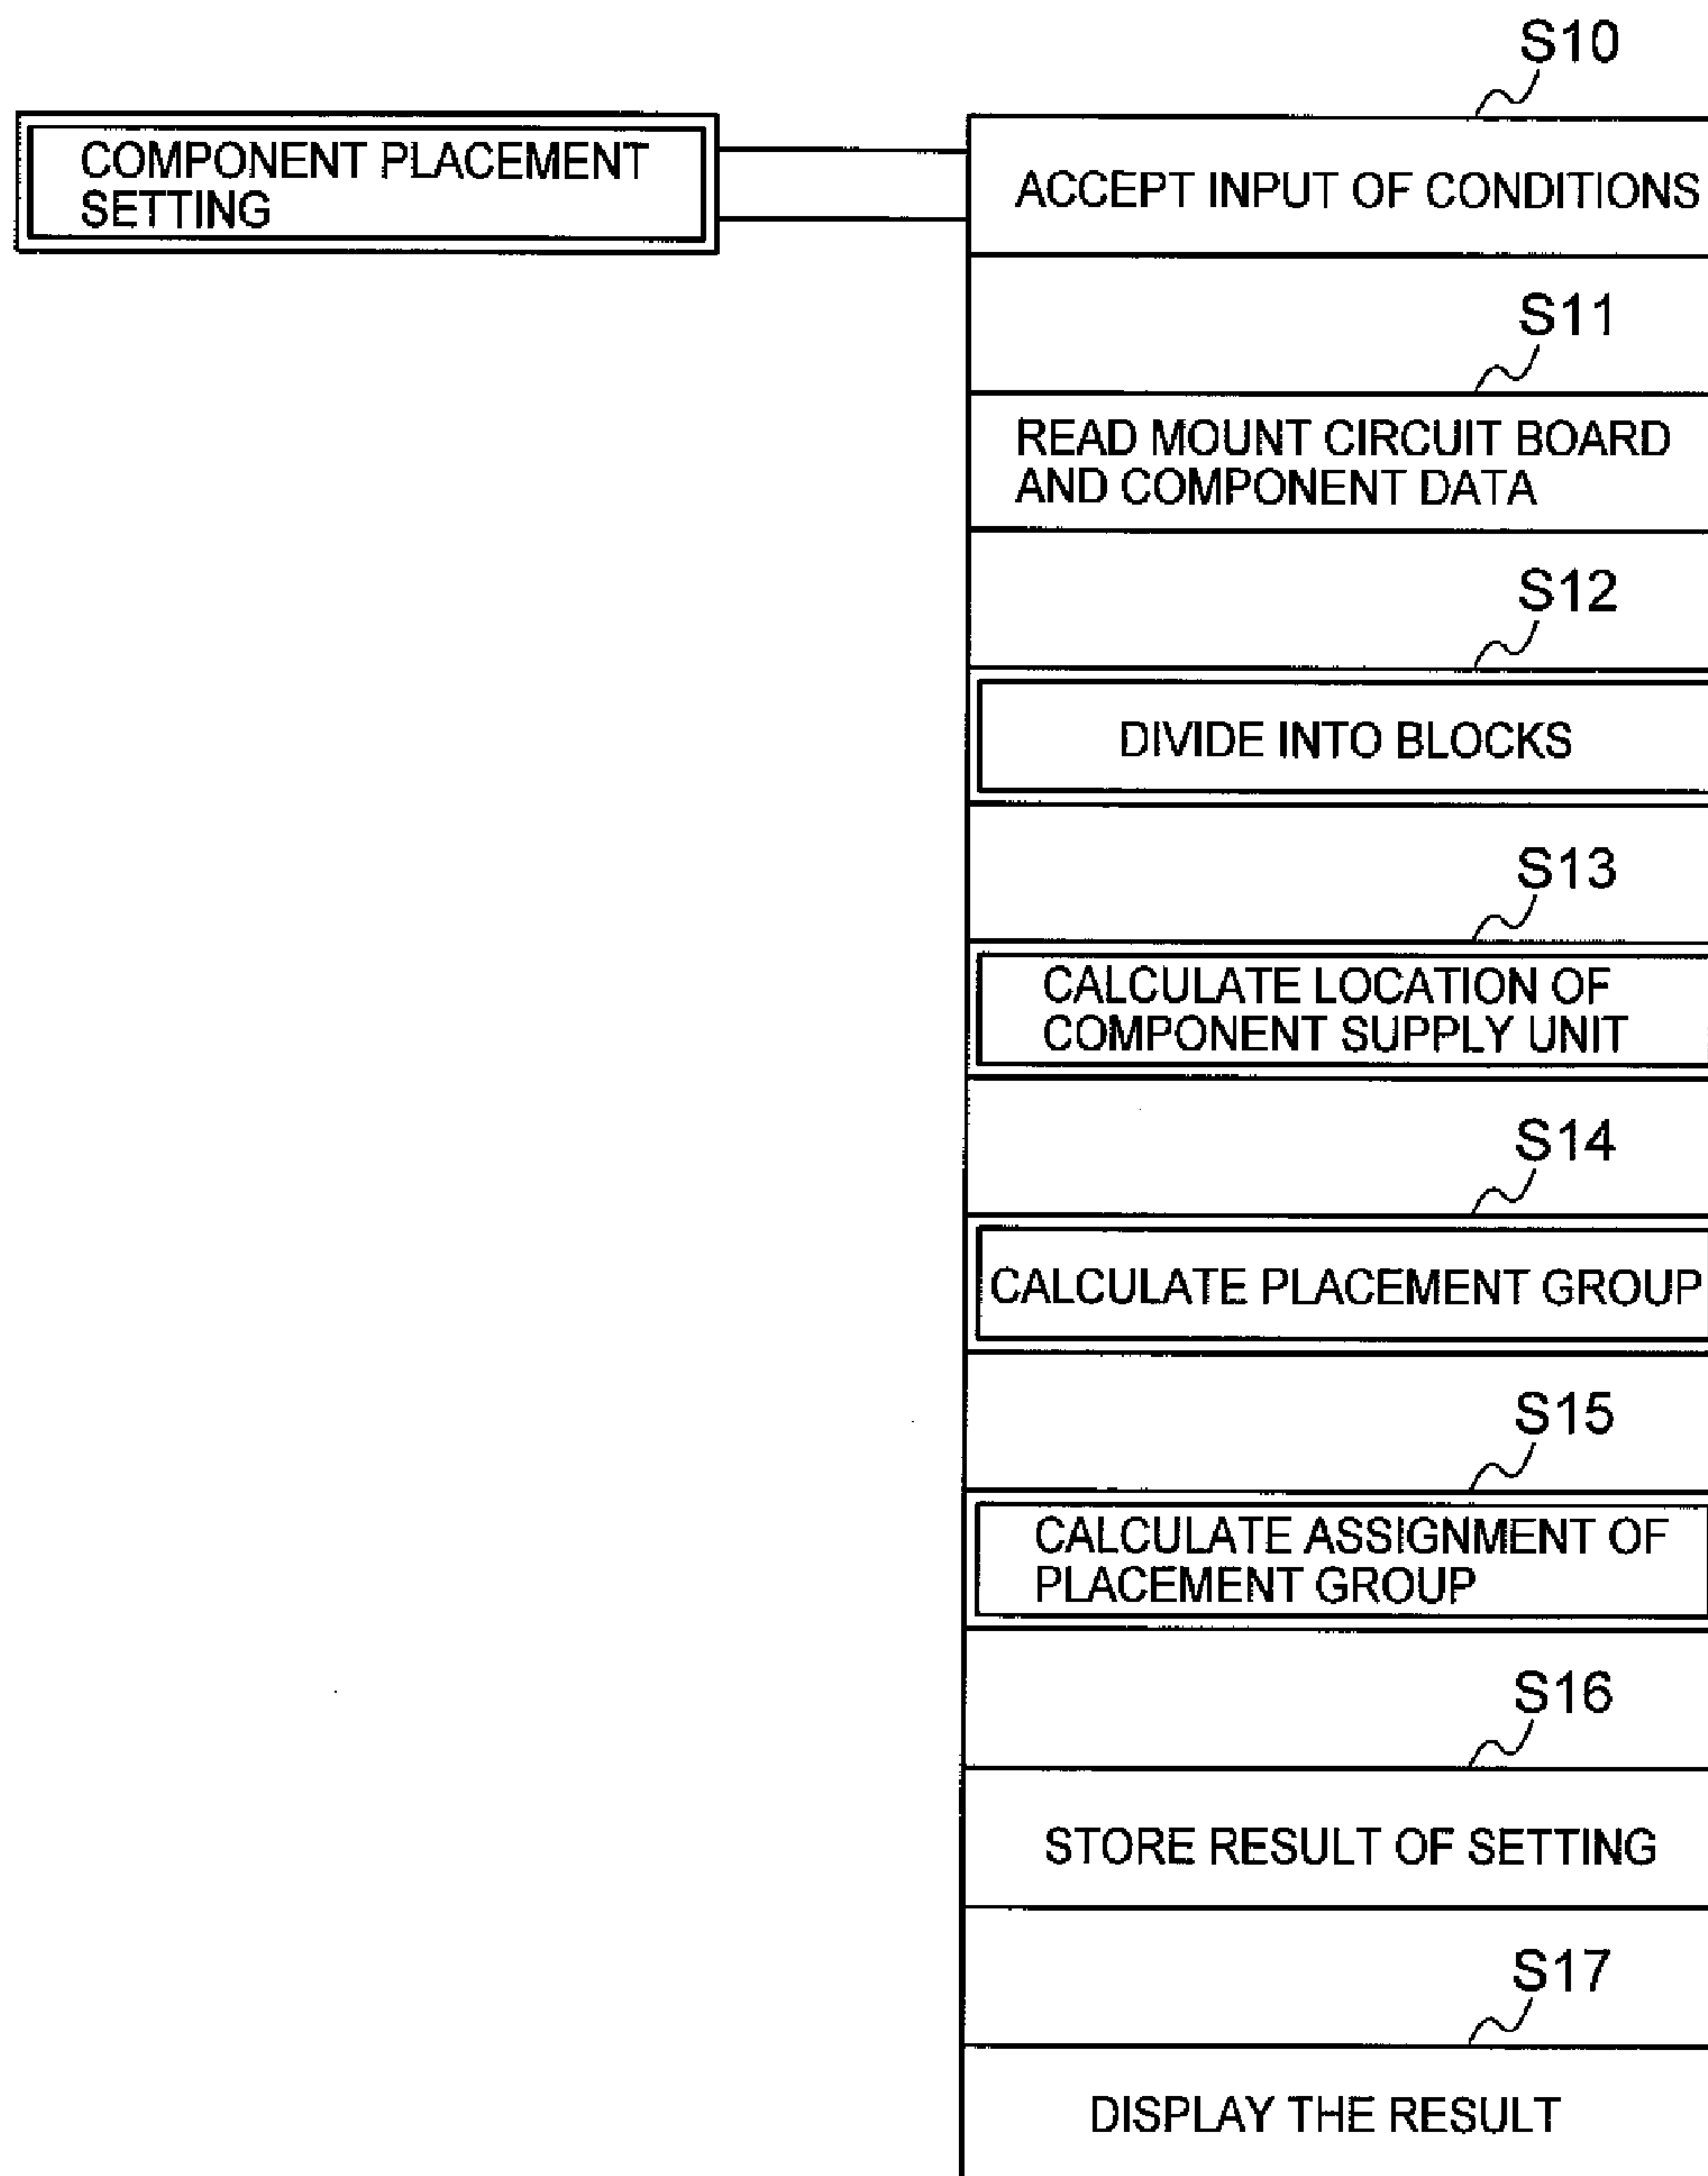 S10
COMPONENT PLACEMENT
SETTING
ACCEPT INPUT OF CONDITIONS
S11
READ MOUNT CIRCUIT BOARD
AND COMPONENT DATA
S12
DIVIDE INTO BLOCKS
S13
CALCULATE LOCATION OF
COMPONENT SUPPLY UNIT
S14
CALCULATE PLACEMENT GROUP
S15
CALCULATE ASSIGNMENT OF
PLACEMENT GROUP
S16
STORE RESULT OF SETTING
S17
DISPLAY THE RESULT